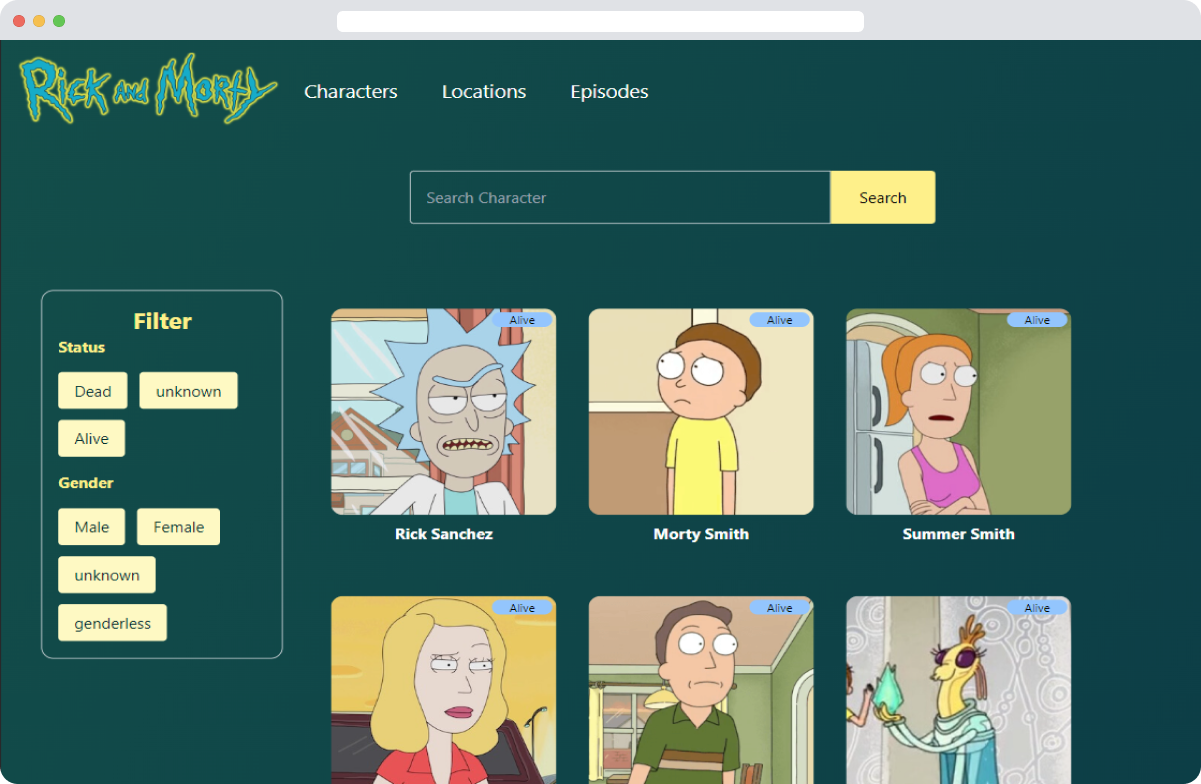 Rick and Morty
Characters Locations Episodes
Search Character Search
Filter
Status
Dead unknown
Alive
Gender
Male Female
unknown
genderless
Alive Alive Alive
Rick Sanchez Morty Smith Summer Smith
Alive Alive Alive